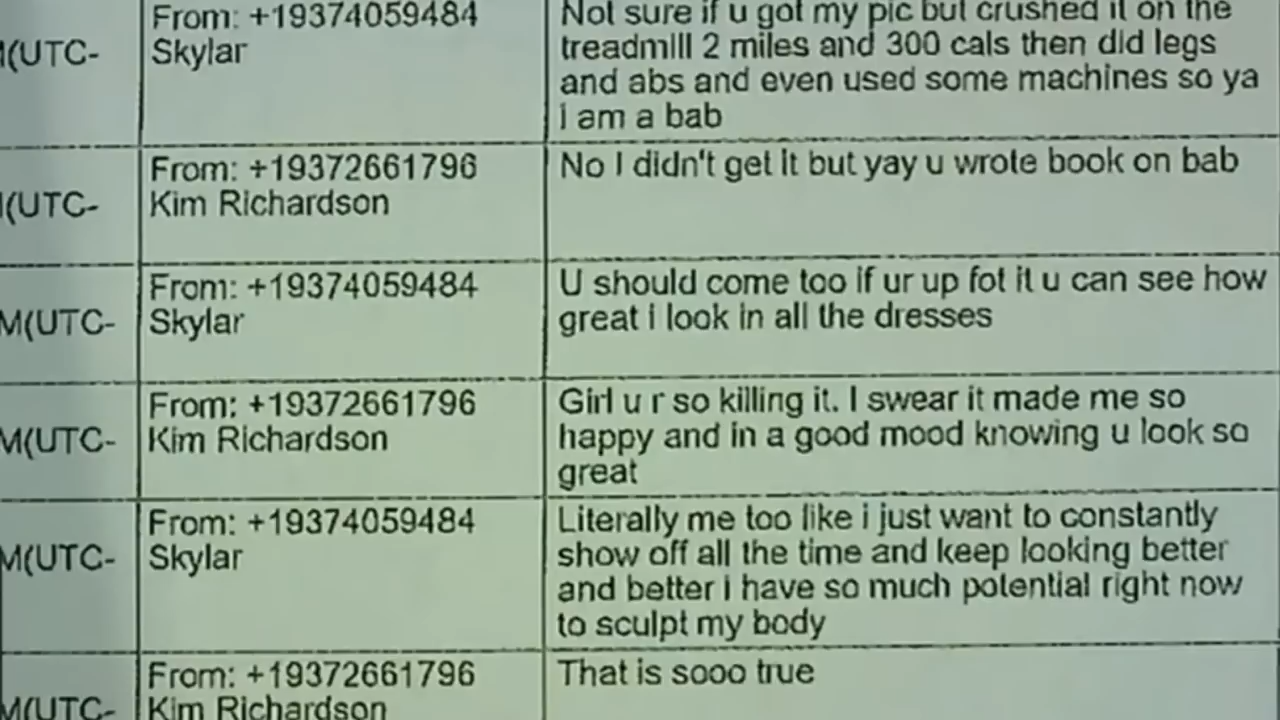 From: +19374059484
Skylar
Not sure if u got my pic but crushed it on the
treadmill 2 miles and 300 cals then did legs
and abs and even used some machines so ya
i am a bab
(UTC-
From: +19372661796
Kim Richardson
No I didn't get it but yay u wrote book on bab
(UTC-
From: +19374059484
Skylar
U should come too if ur up fot it u can see how
great i look in all the dresses
M(UTC-
From: +19372661796
Kim Richardson
Girl u r so killing it. I swear it made me so
happy and in a good mood knowing u look so
great
M(UTC-
From: +19374059484
Skylar
Literally me too like i just want to constantly
show off all the time and keep looking better
and better i have so much potential right now
to sculpt my body
M(UTC-
From: +19372661796
Kim Richardson
That is sooo true
M(UTC-
(UTC-